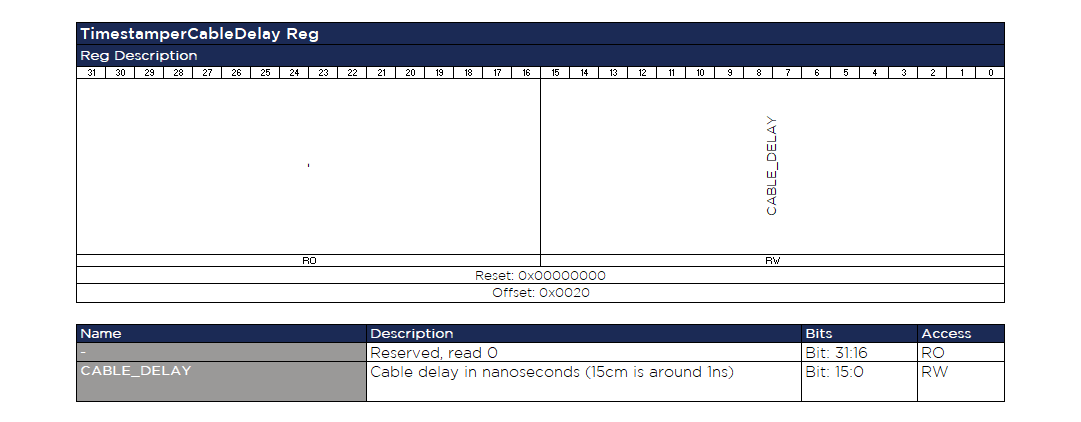 TimestamperCableDelay Reg
Reg Description
31 30 29 28 27 26 25 24 23 22 21 20 19 18 17 16 15 14 13 12 11 10 9 8 7 6 5 4 3 2 1 0
-
CABLE_DELAY
RO RW
Reset: 0x00000000
Offset: 0x0020
Name Description Bits Access
- Reserved, read 0 Bit: 31:16 RO
CABLE_DELAY Cable delay in nanoseconds (15cm is around 1ns) Bit: 15:0 RW